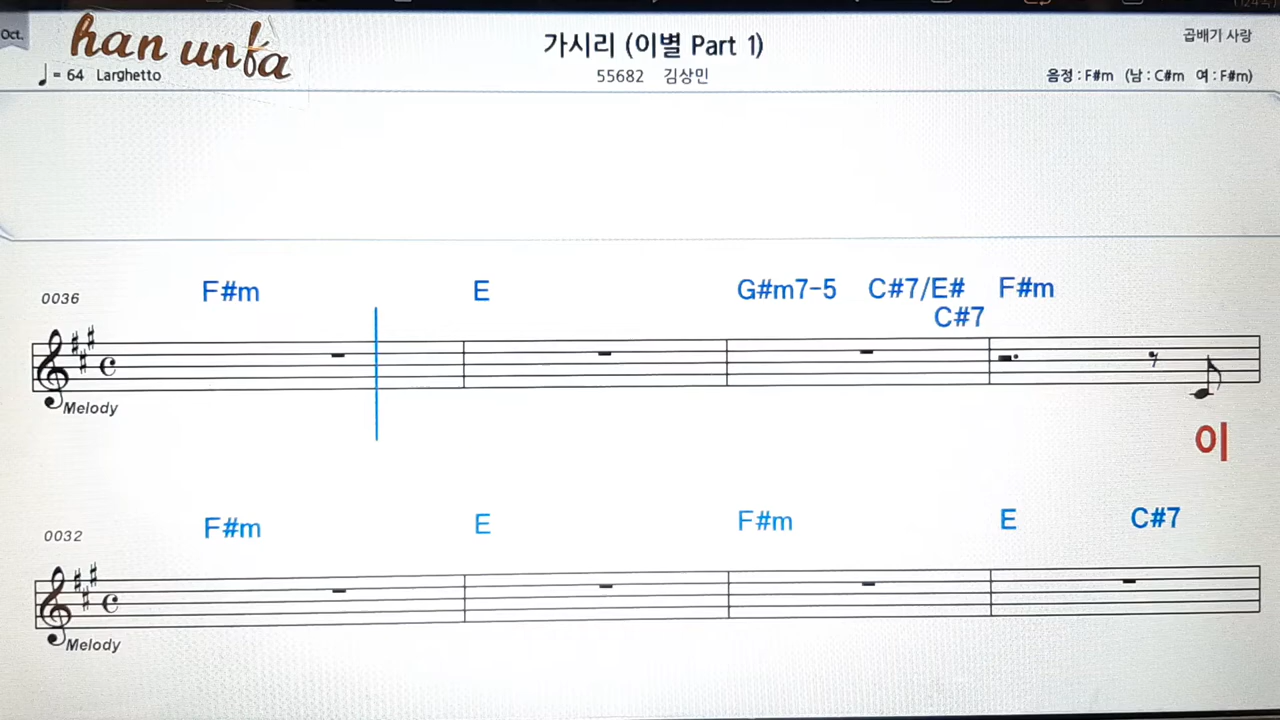 Oct.
han unfa
♩ = 64 Larghetto
가시리 (이별 Part 1)
55682 김상민
곱배기 사랑
음정 : F#m (남 : C#m 여 : F#m)
0036
F#m E G#m7-5 C#7/E# F#m
C#7
Melody
이
0032
F#m E F#m E C#7
Melody